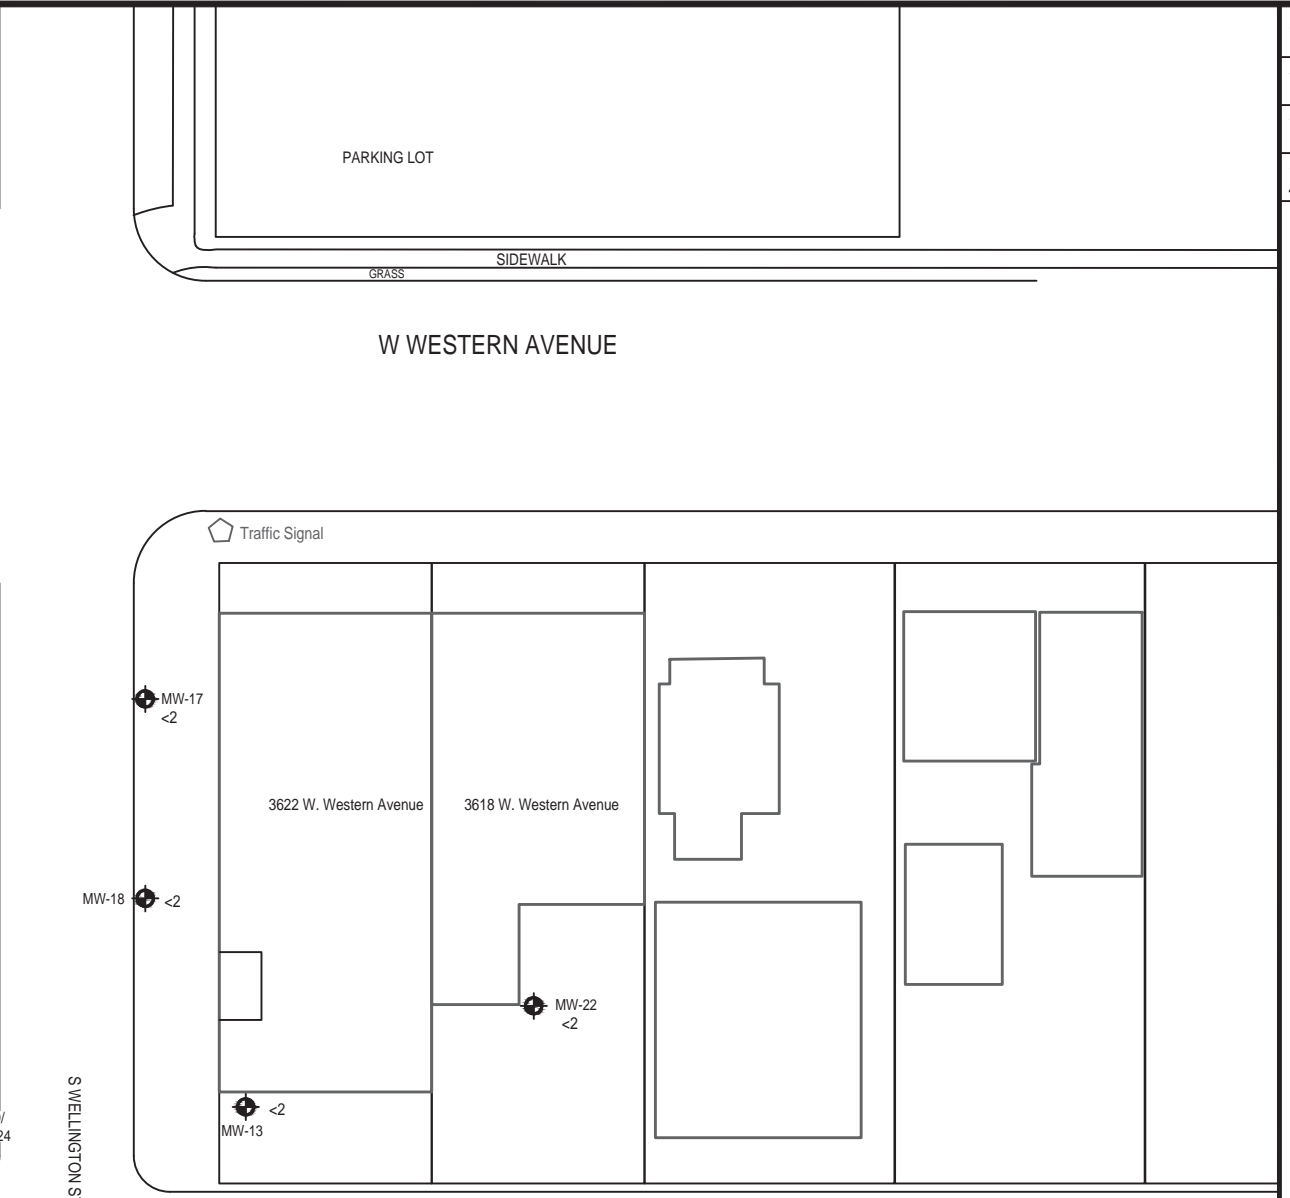 PARKING LOT
SIDEWALK
GRASS
W WESTERN AVENUE
Traffic Signal
MW-17
<2
3622 W. Western Avenue
3618 W. Western Avenue
MW-18
<2
MW-22
<2
<2
MW-13
S WELLINGTON
24